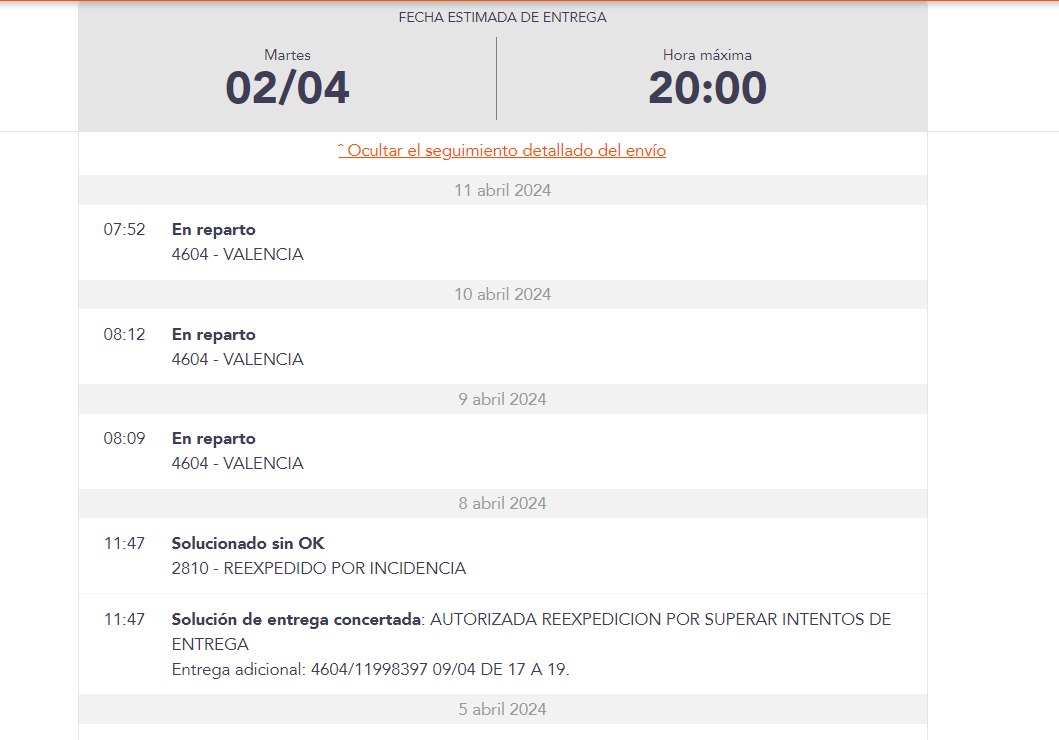 FECHA ESTIMADA DE ENTREGA
Martes
02/04
Hora máxima
20:00
ˆ Ocultar el seguimiento detallado del envío
11 abril 2024
07:52 En reparto
4604 - VALENCIA
10 abril 2024
08:12 En reparto
4604 - VALENCIA
9 abril 2024
08:09 En reparto
4604 - VALENCIA
8 abril 2024
11:47 Solucionado sin OK
2810 - REEXPEDIDO POR INCIDENCIA
11:47 Solución de entrega concertada: AUTORIZADA REEXPEDICION POR SUPERAR INTENTOS DE
ENTREGA
Entrega adicional: 4604/11998397 09/04 DE 17 A 19.
5 abril 2024